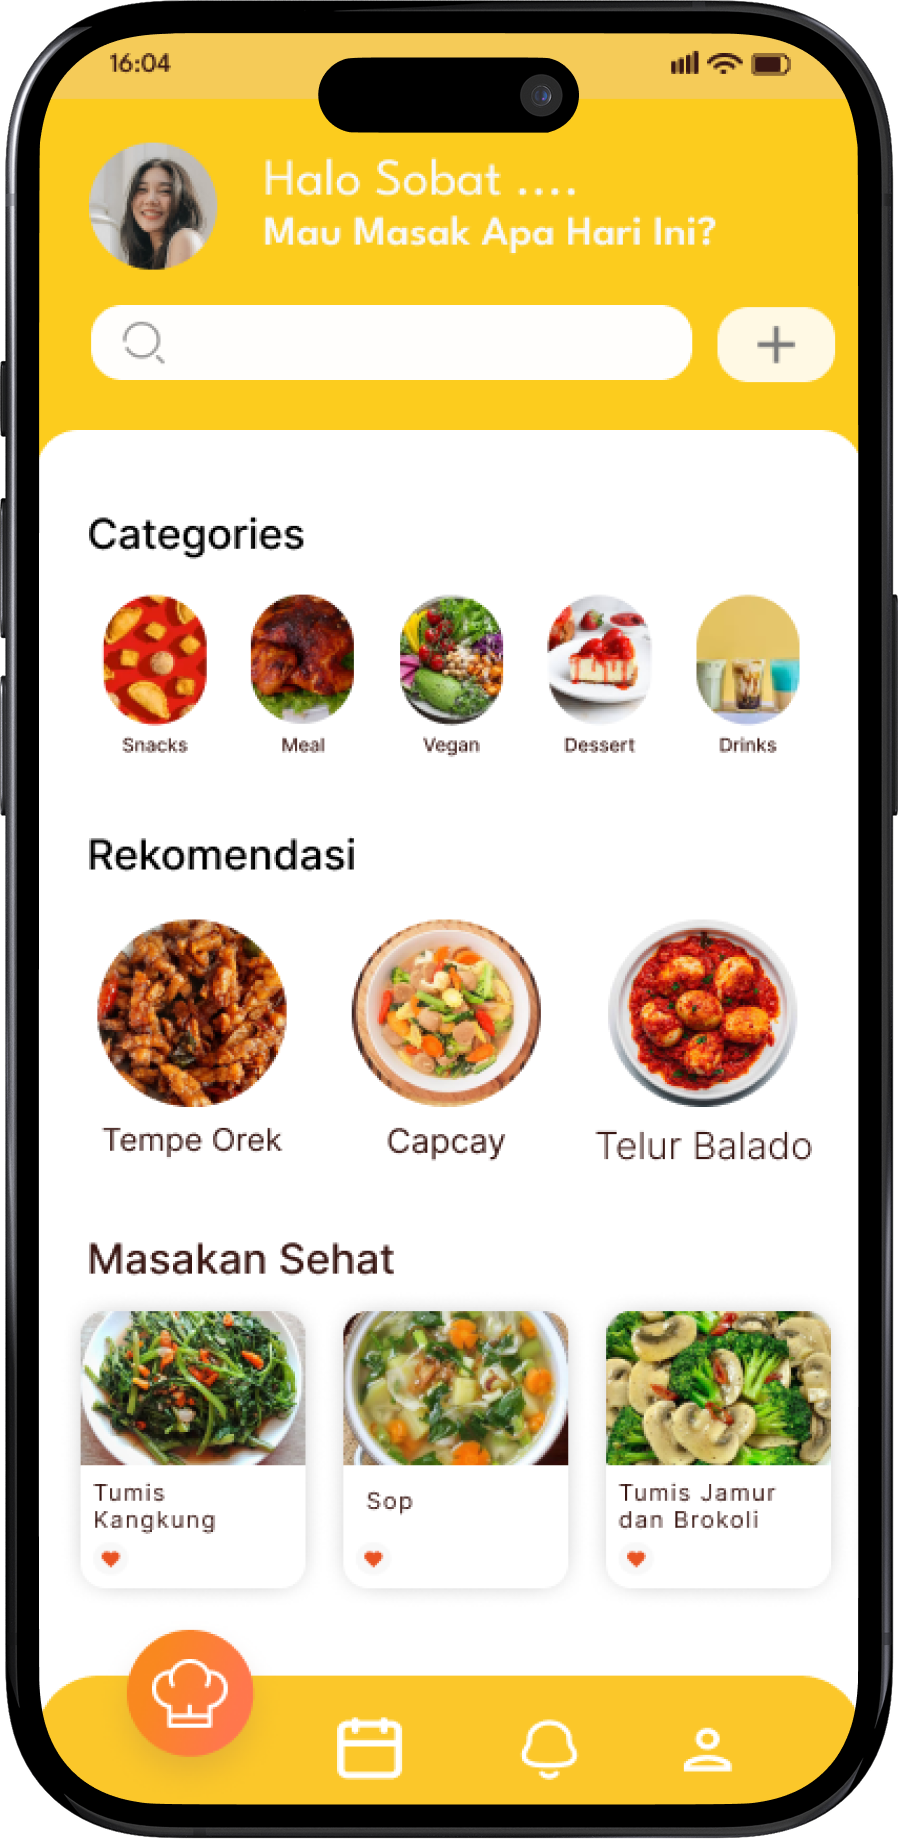 16:04
Halo Sobat ....
Mau Masak Apa Hari Ini?
Categories
Snacks
Meal
Vegan
Dessert
Drinks
Rekomendasi
Tempe Orek
Capcay
Telur Balado
Masakan Sehat
Tumis
Kangkung
Sop
Tumis Jamur
dan Brokoli